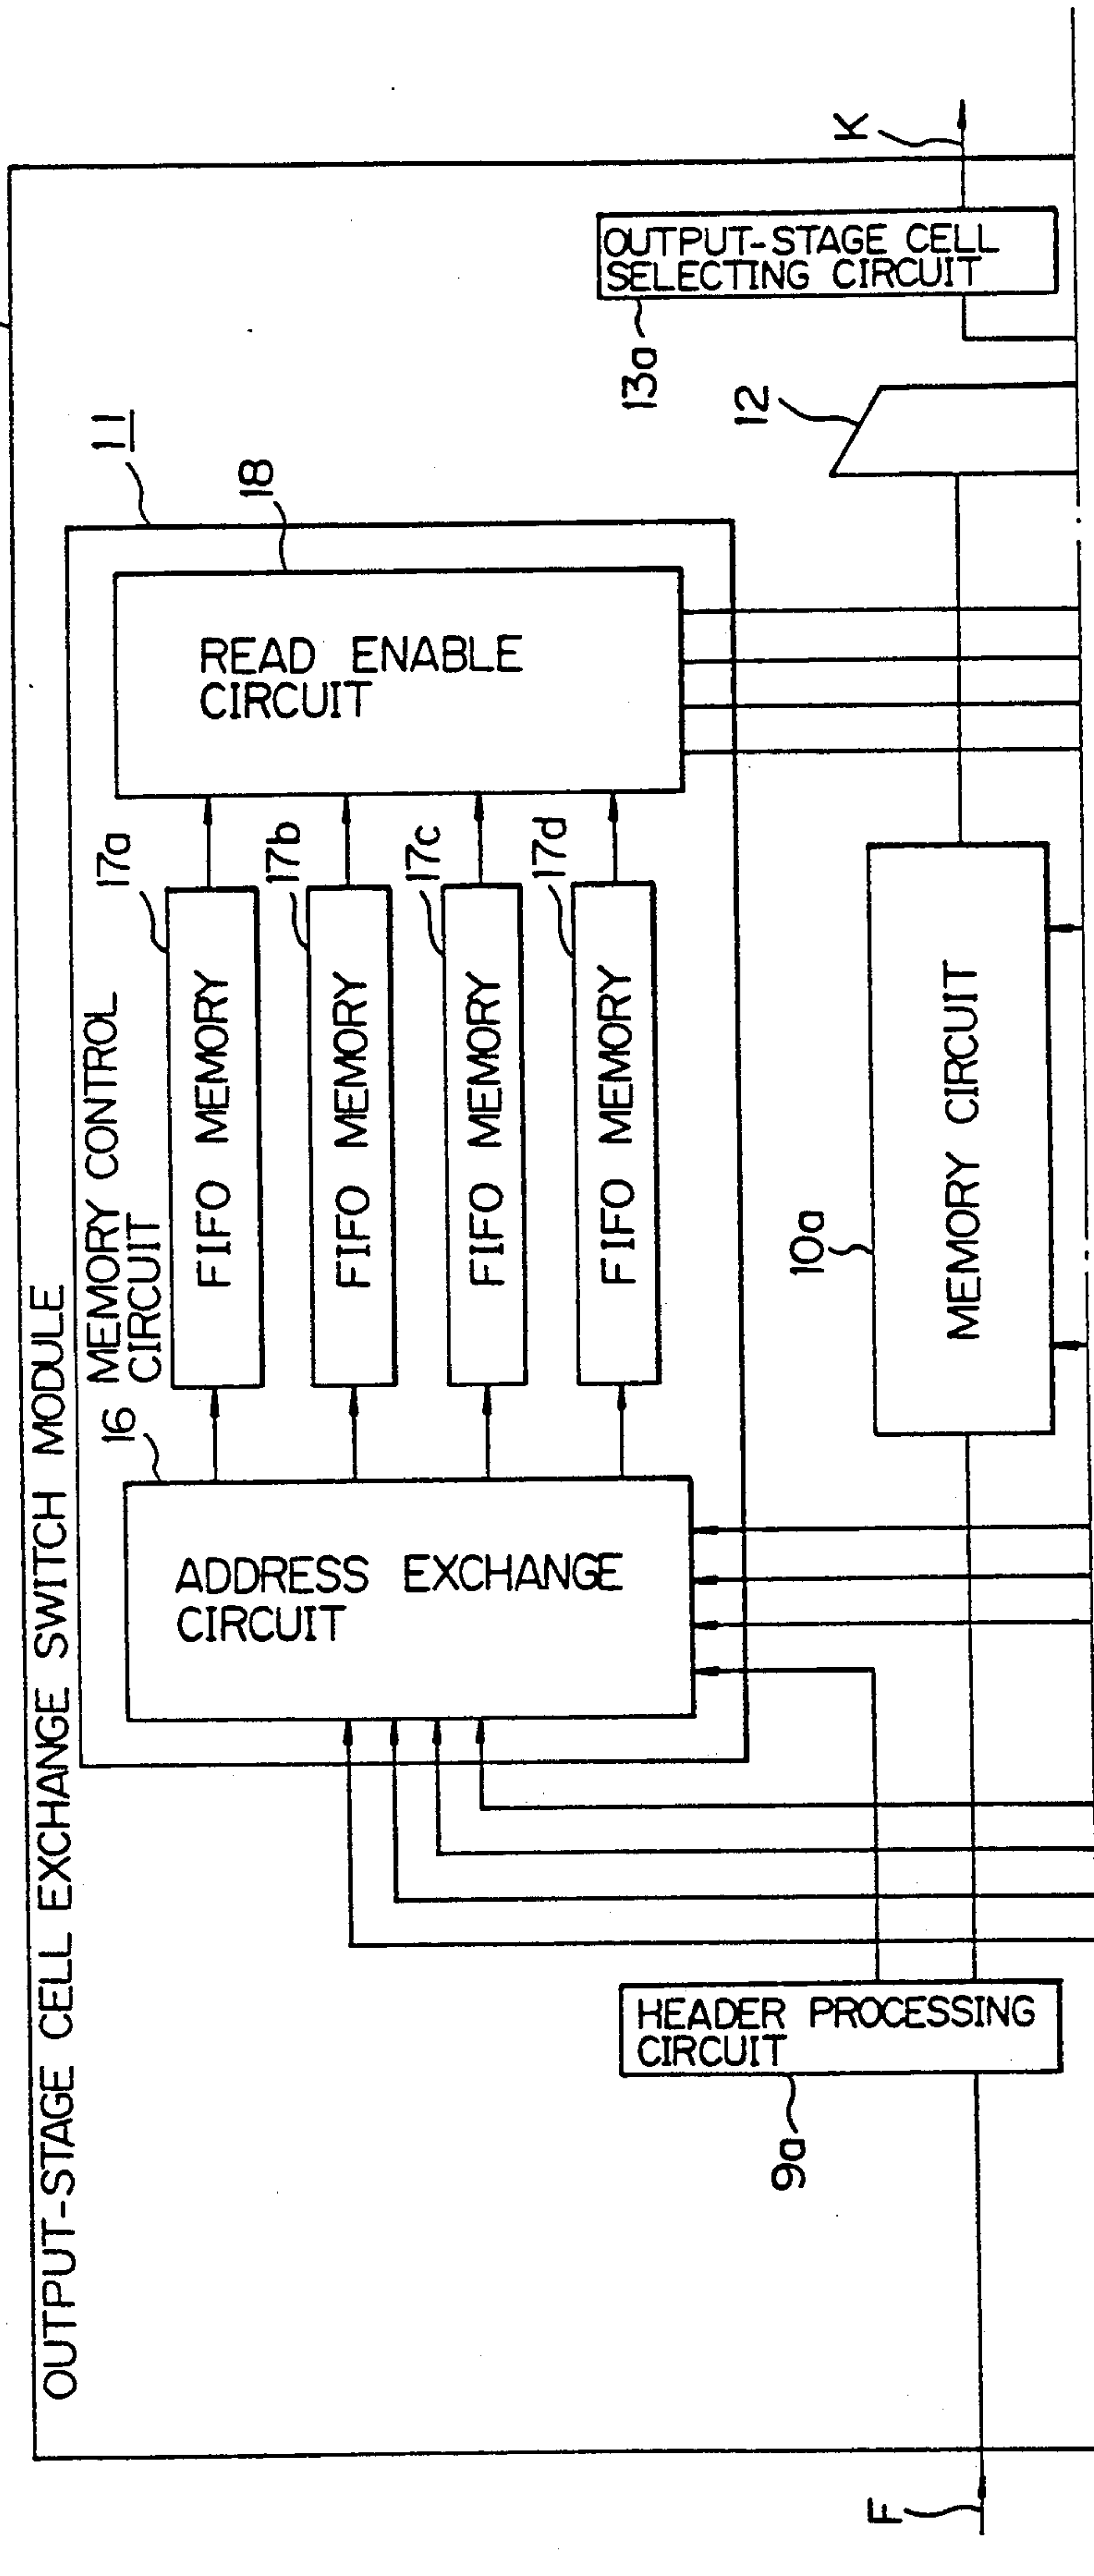 OUTPUT-STAGE CELL EXCHANGE SWITCH MODULE
MEMORY CONTROL
CIRCUIT
11
16
ADDRESS EXCHANGE
CIRCUIT
17a
FIFO MEMORY
17b
FIFO MEMORY
17c
FIFO MEMORY
17d
FIFO MEMORY
18
READ ENABLE
CIRCUIT
F
9a
HEADER PROCESSING
CIRCUIT
10a
MEMORY CIRCUIT
12
13a
OUTPUT-STAGE CELL
SELECTING CIRCUIT
K